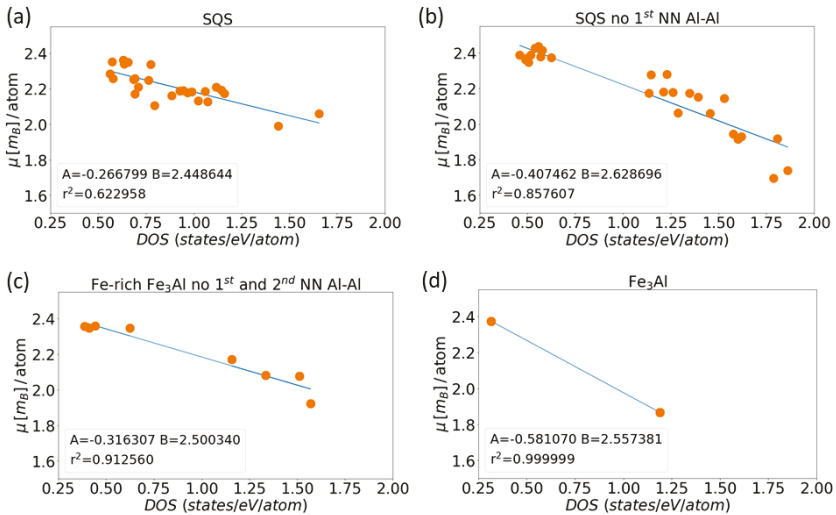 (a)
SQS
μ [mB] / atom
2.4
2.2
2.0
1.8
1.6
A=-0.266799 B=2.448644
r²=0.622958
0.25 0.50 0.75 1.00 1.25 1.50 1.75 2.00
DOS (states/eV/atom)
(b)
SQS no 1st NN Al-Al
μ [mB] / atom
2.4
2.2
2.0
1.8
1.6
A=-0.407462 B=2.628696
r²=0.857607
0.25 0.50 0.75 1.00 1.25 1.50 1.75 2.00
DOS (states/eV/atom)
(c)
Fe-rich Fe₃Al no 1st and 2nd NN Al-Al
μ [mB] / atom
2.4
2.2
2.0
1.8
1.6
A=-0.316307 B=2.500340
r²=0.912560
0.25 0.50 0.75 1.00 1.25 1.50 1.75 2.00
DOS (states/eV/atom)
(d)
Fe₃Al
μ [mB] / atom
2.4
2.2
2.0
1.8
1.6
A=-0.581070 B=2.557381
r²=0.999999
0.25 0.50 0.75 1.00 1.25 1.50 1.75 2.00
DOS (states/eV/atom)